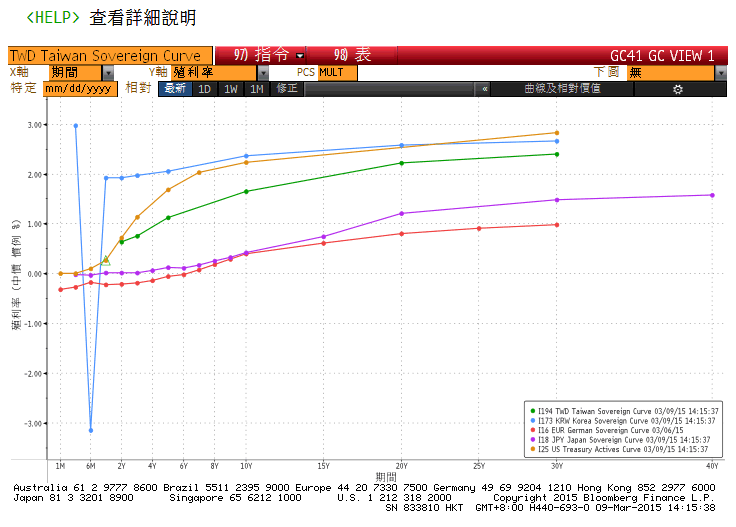 <HELP> 查看詳細說明
TWD Taiwan Sovereign Curve 97) 指令 98) 表 GC41 GC VIEW 1
X軸 期間 Y軸 殖利率 PCS MULT 下圖 無
特定 mm/dd/yyyy 相對 最新 1D 1W 1M 修正 « 曲線及相對價值
3.00
2.00
1.00
0.00
-1.00
-2.00
-3.00
殖利率 (中價 慣例 %)
I194 TWD Taiwan Sovereign Curve 03/09/15 14:15:37
I173 KRW Korea Sovereign Curve 03/09/15 14:15:37
I16 EUR German Sovereign Curve 03/06/15
I18 JPY Japan Sovereign Curve 03/09/15 14:15:37
I25 US Treasury Actives Curve 03/09/15 14:15:37
1M 6M 2Y 4Y 6Y 8Y 10Y 15Y 20Y 25Y 30Y 40Y
期間
Australia 61 2 9777 8600 Brazil 5511 2395 9000 Europe 44 20 7330 7500 Germany 49 69 9204 1210 Hong Kong 852 2977 6000
Japan 81 3 3201 8900 Singapore 65 6212 1000 U.S. 1 212 318 2000 Copyright 2015 Bloomberg Finance L.P.
SN 833810 HKT GMT+8:00 H440-693-0 09-Mar-2015 14:15:38